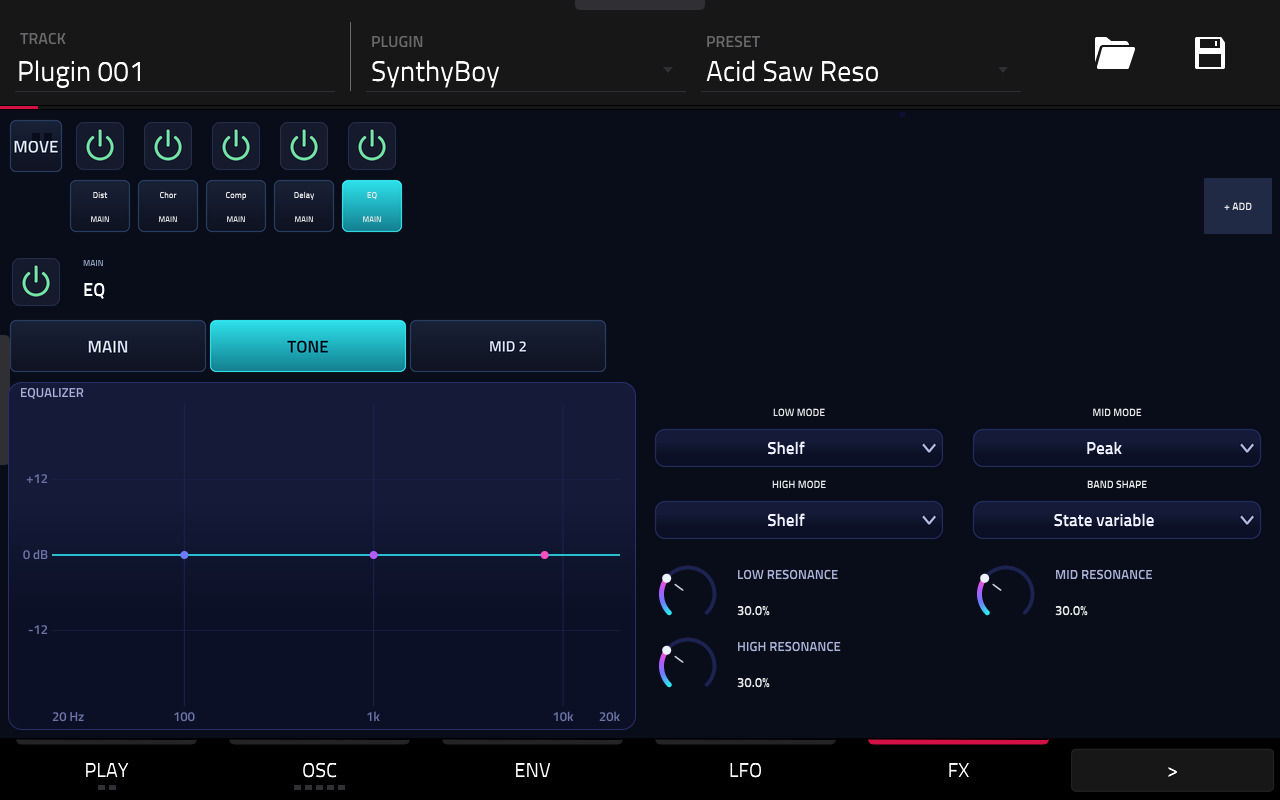 TRACK
Plugin 001
PLUGIN
SynthyBoy
PRESET
Acid Saw Reso
MOVE
Dist
MAIN
Chor
MAIN
Comp
MAIN
Delay
MAIN
EQ
MAIN
+ ADD
MAIN
EQ
MAIN
TONE
MID 2
EQUALIZER
+12
0 dB
-12
20 Hz
100
1k
10k
20k
LOW MODE
Shelf
MID MODE
Peak
HIGH MODE
Shelf
BAND SHAPE
State variable
LOW RESONANCE
30.0%
MID RESONANCE
30.0%
HIGH RESONANCE
30.0%
PLAY
OSC
ENV
LFO
FX
>